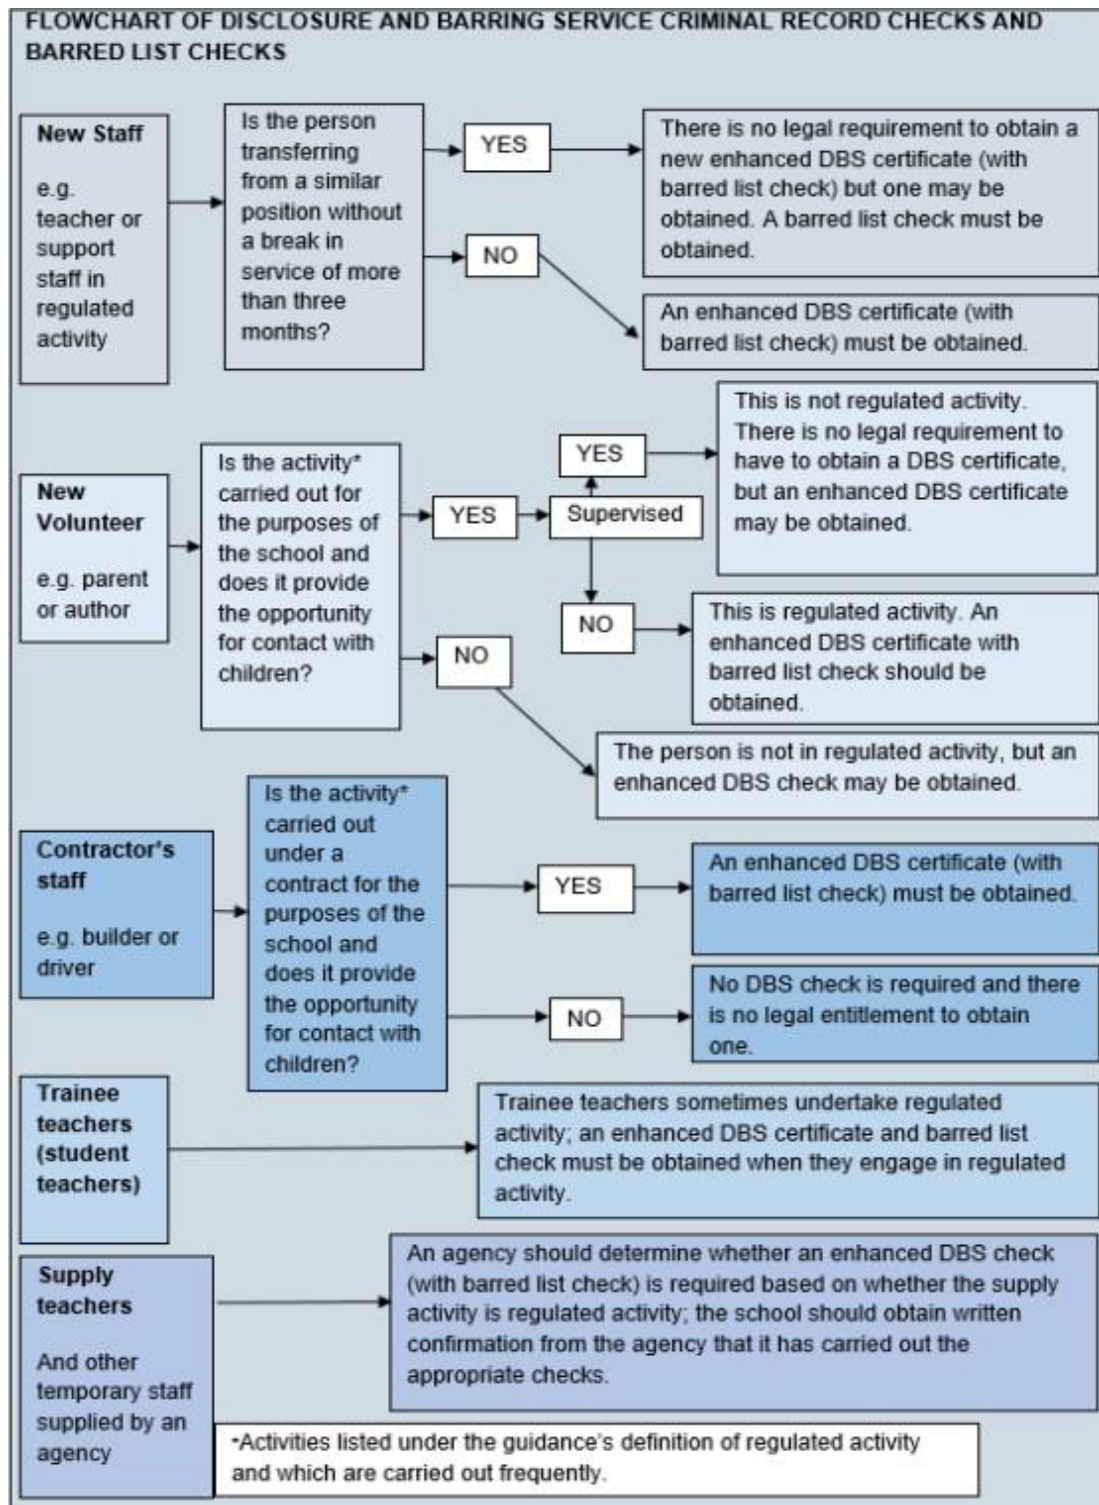 FLOWCHART OF DISCLOSURE AND BARRING SERVICE CRIMINAL RECORD CHECKS AND
BARRED LIST CHECKS
New Staff
e.g.
teacher or
support
staff in
regulated
activity
Is the person
transferring
from a similar
position without
a break in
service of more
than three
months?
YES
There is no legal requirement to obtain a
new enhanced DBS certificate (with
barred list check) but one may be
obtained. A barred list check must be
obtained.
NO
An enhanced DBS certificate (with
barred list check) must be obtained.
New
Volunteer
e.g. parent
or author
Is the activity*
carried out for
the purposes of
the school and
does it provide
the opportunity
for contact with
children?
YES
Supervised
YES
This is not regulated activity.
There is no legal requirement to
have to obtain a DBS certificate,
but an enhanced DBS certificate
may be obtained.
NO
This is regulated activity. An
enhanced DBS certificate with
barred list check should be
obtained.
NO
The person is not in regulated activity, but an
enhanced DBS check may be obtained.
Contractor's
staff
e.g. builder or
driver
Is the activity*
carried out
under a
contract for the
purposes of the
school and
does it provide
the opportunity
for contact with
children?
YES
An enhanced DBS certificate (with
barred list check) must be obtained.
NO
No DBS check is required and there
is no legal entitlement to obtain
one.
Trainee
teachers
(student
teachers)
Trainee teachers sometimes undertake regulated
activity; an enhanced DBS certificate and barred list
check must be obtained when they engage in regulated
activity.
Supply
teachers
And other
temporary staff
supplied by an
agency
An agency should determine whether an enhanced DBS check
(with barred list check) is required based on whether the supply
activity is regulated activity; the school should obtain written
confirmation from the agency that it has carried out the
appropriate checks.
*Activities listed under the guidance's definition of regulated activity
and which are carried out frequently.